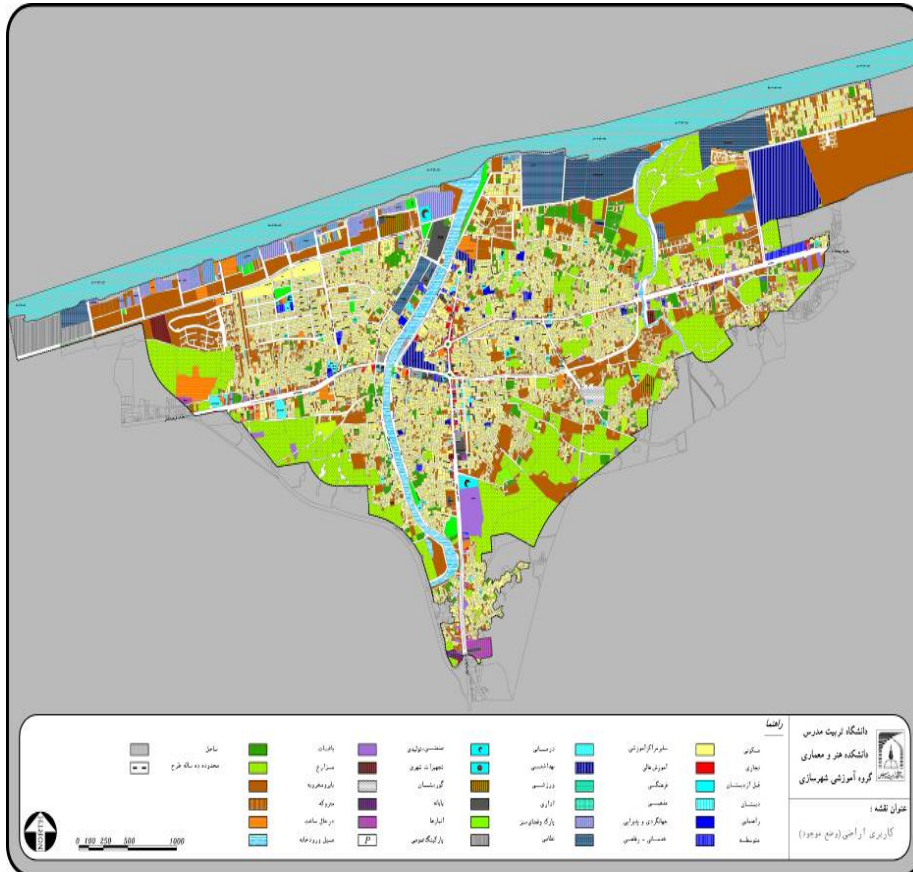 راهنما
مسکونی
تجاری
قبل از دبستان
دبستان
راهنمایی
متوسطه
سایر مراکز آموزشی
آموزش عالی
فرهنگی
مذهبی
جهانگردی و پذیرایی
خدماتی - رفاهی
درمانی
بهداشتی
ورزشی
اداری
پارک و فضای سبز
نظامی
صنعتی-تولیدی
تجهیزات شهری
گورستان
پایانه
انبارها
P پارکینگ عمومی
باغات
مزارع
بایر و مخروبه
متروکه
در حال ساخت
مسیل و رودخانه
ساحل
محدوده ده ساله طرح
دانشگاه تربیت مدرس
دانشکده هنر و معماری
گروه آموزشی شهرسازی
عنوان نقشه :
کاربری اراضی(وضع موجود)
0 100 250 500 1000
NORTH